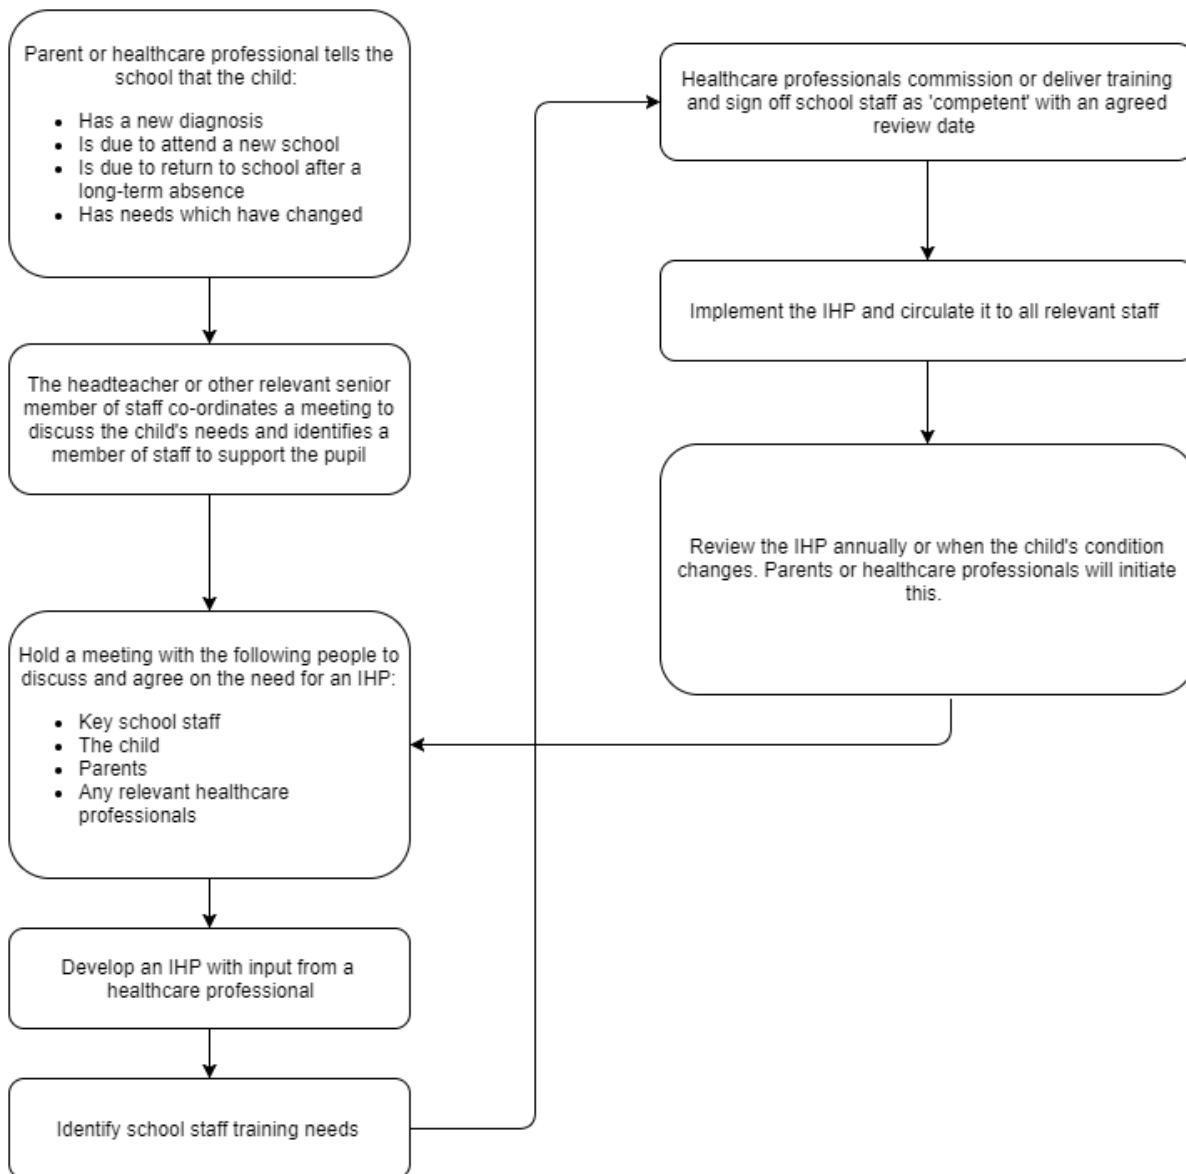 Parent or healthcare professional tells the
school that the child:
• Has a new diagnosis
• Is due to attend a new school
• Is due to return to school after a
long-term absence
• Has needs which have changed
The headteacher or other relevant senior
member of staff co-ordinates a meeting to
discuss the child's needs and identifies a
member of staff to support the pupil
Hold a meeting with the following people to
discuss and agree on the need for an IHP:
• Key school staff
• The child
• Parents
• Any relevant healthcare
professionals
Develop an IHP with input from a
healthcare professional
Identify school staff training needs
Healthcare professionals commission or deliver training
and sign off school staff as 'competent' with an agreed
review date
Implement the IHP and circulate it to all relevant staff
Review the IHP annually or when the child's condition
changes. Parents or healthcare professionals will initiate
this.